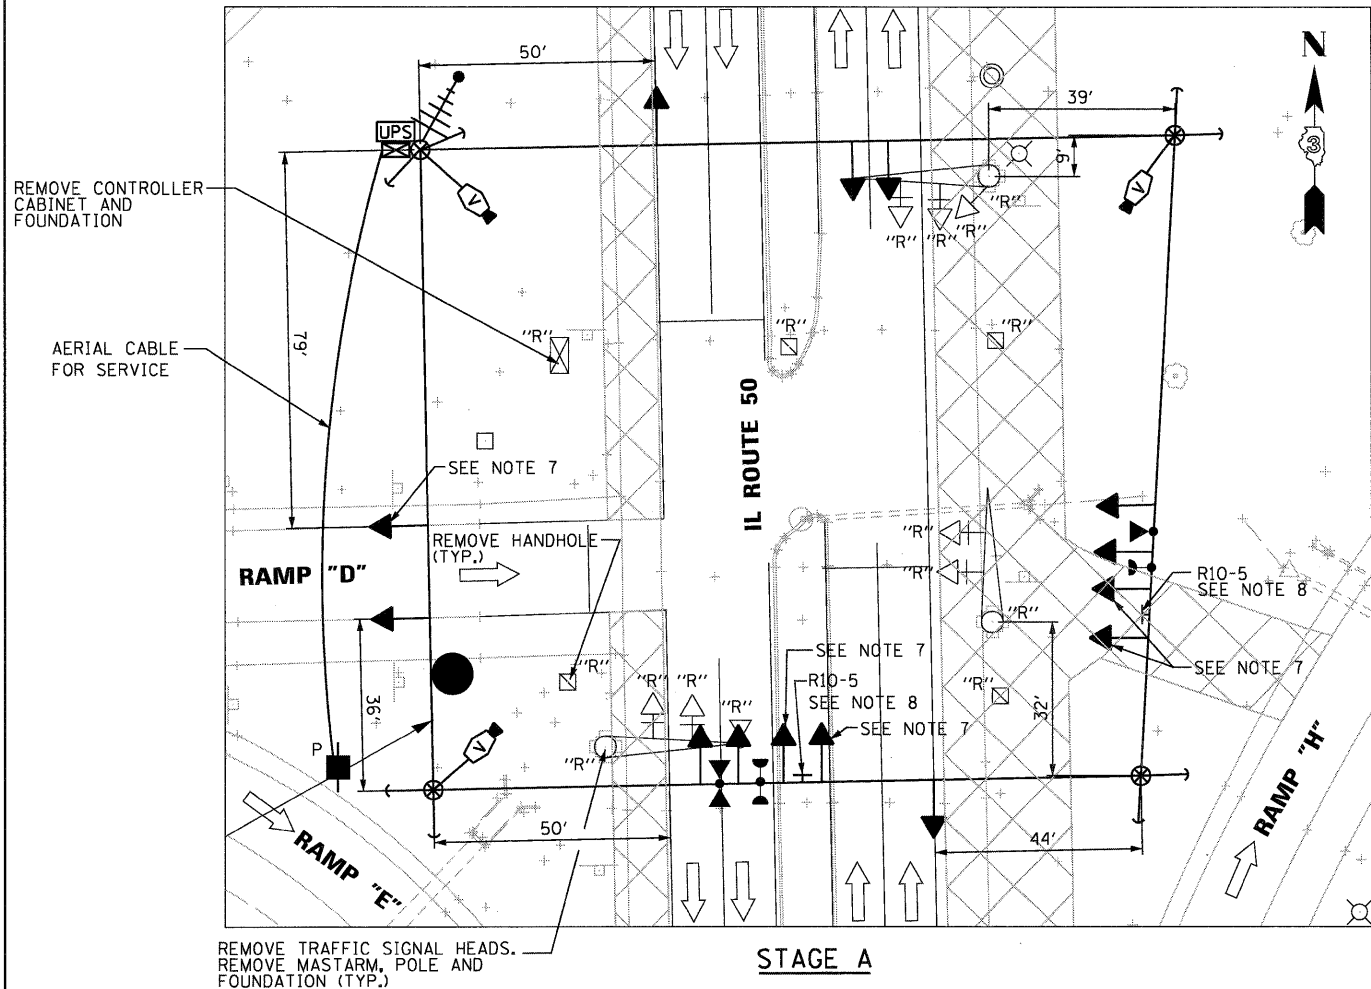 50'
N
39'
UPS
3
9'
V
V
REMOVE CONTROLLER
CABINET AND
FOUNDATION
"R"
"R"
"R"
"R"
"R"
"R"
"R"
79'
AERIAL CABLE
FOR SERVICE
IL ROUTE 50
SEE NOTE 7
"R"
REMOVE HANDHOLE
(TYP.)
RAMP "D"
"R"
R10-5
SEE NOTE 8
"R"
SEE NOTE 7
"R"
"R"
"R"
"R"
SEE NOTE 7
R10-5
SEE NOTE 8
"R"
36'
32'
SEE NOTE 7
V
P
"R"
RAMP "H"
50'
44'
RAMP "E"
REMOVE TRAFFIC SIGNAL HEADS.
REMOVE MASTARM, POLE AND
FOUNDATION (TYP.)
STAGE A